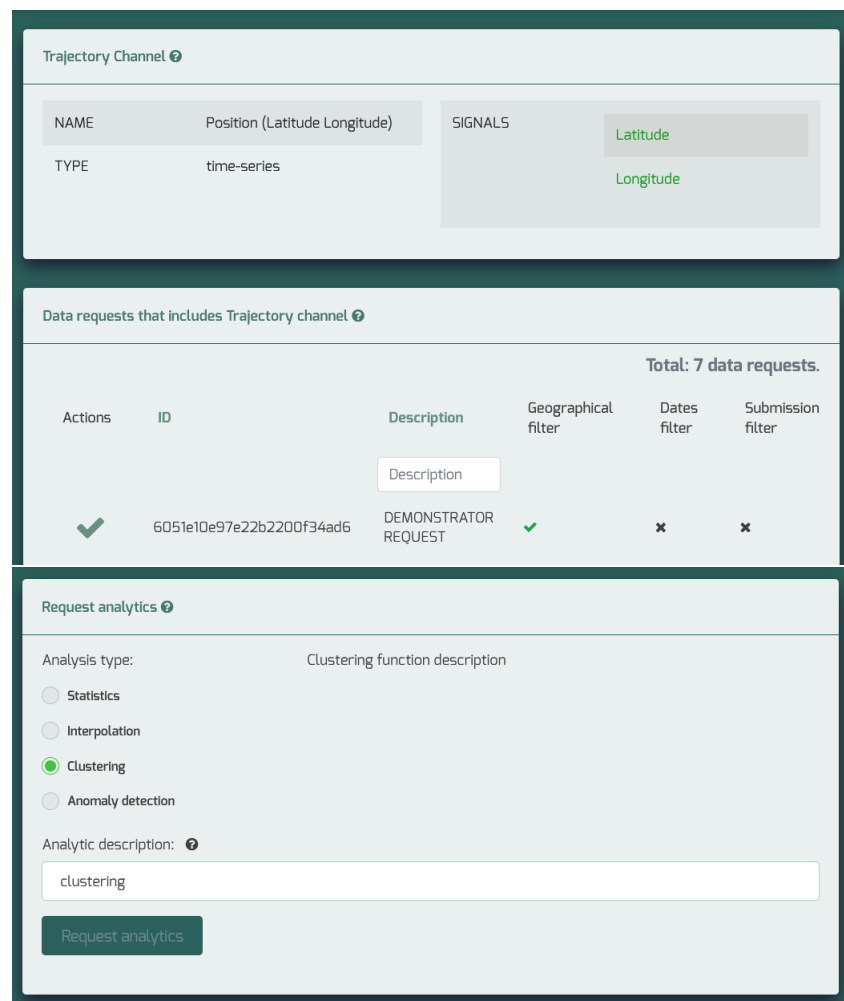 Trajectory Channel
NAME Position (Latitude Longitude)
TYPE time-series
SIGNALS
Latitude
Longitude
Data requests that includes Trajectory channel
Total: 7 data requests.
Actions ID Description Geographical filter Dates filter Submission filter
Description
6051e10e97e22b2200f34ad6 DEMONSTRATOR REQUEST
Request analytics
Analysis type: Clustering function description
Statistics
Interpolation
Clustering
Anomaly detection
Analytic description:
clustering
Request analytics